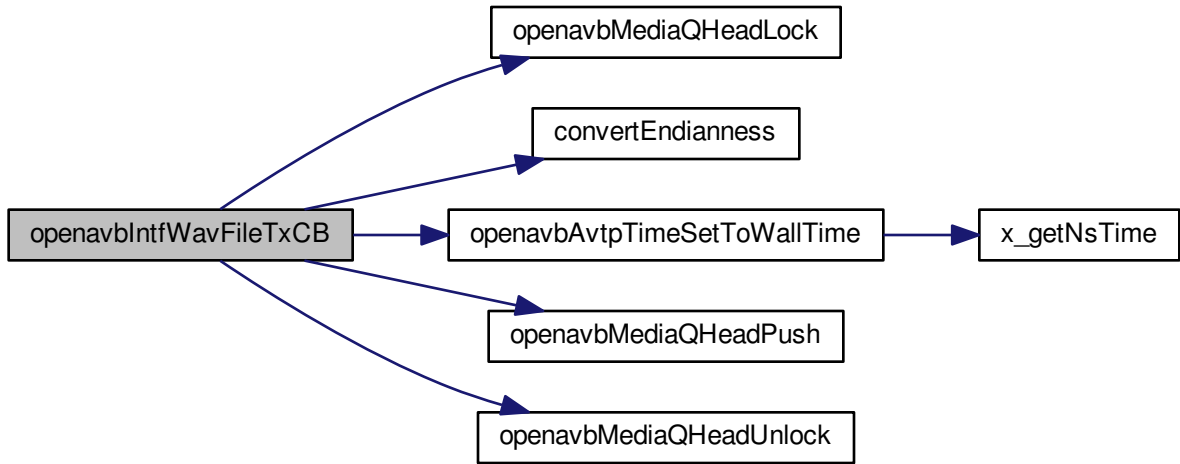 openavbMediaQHeadLock
convertEndianness
openavbIntfWavFileTxCB
openavbAvtpTimeSetToWallTime
x_getNsTime
openavbMediaQHeadPush
openavbMediaQHeadUnlock